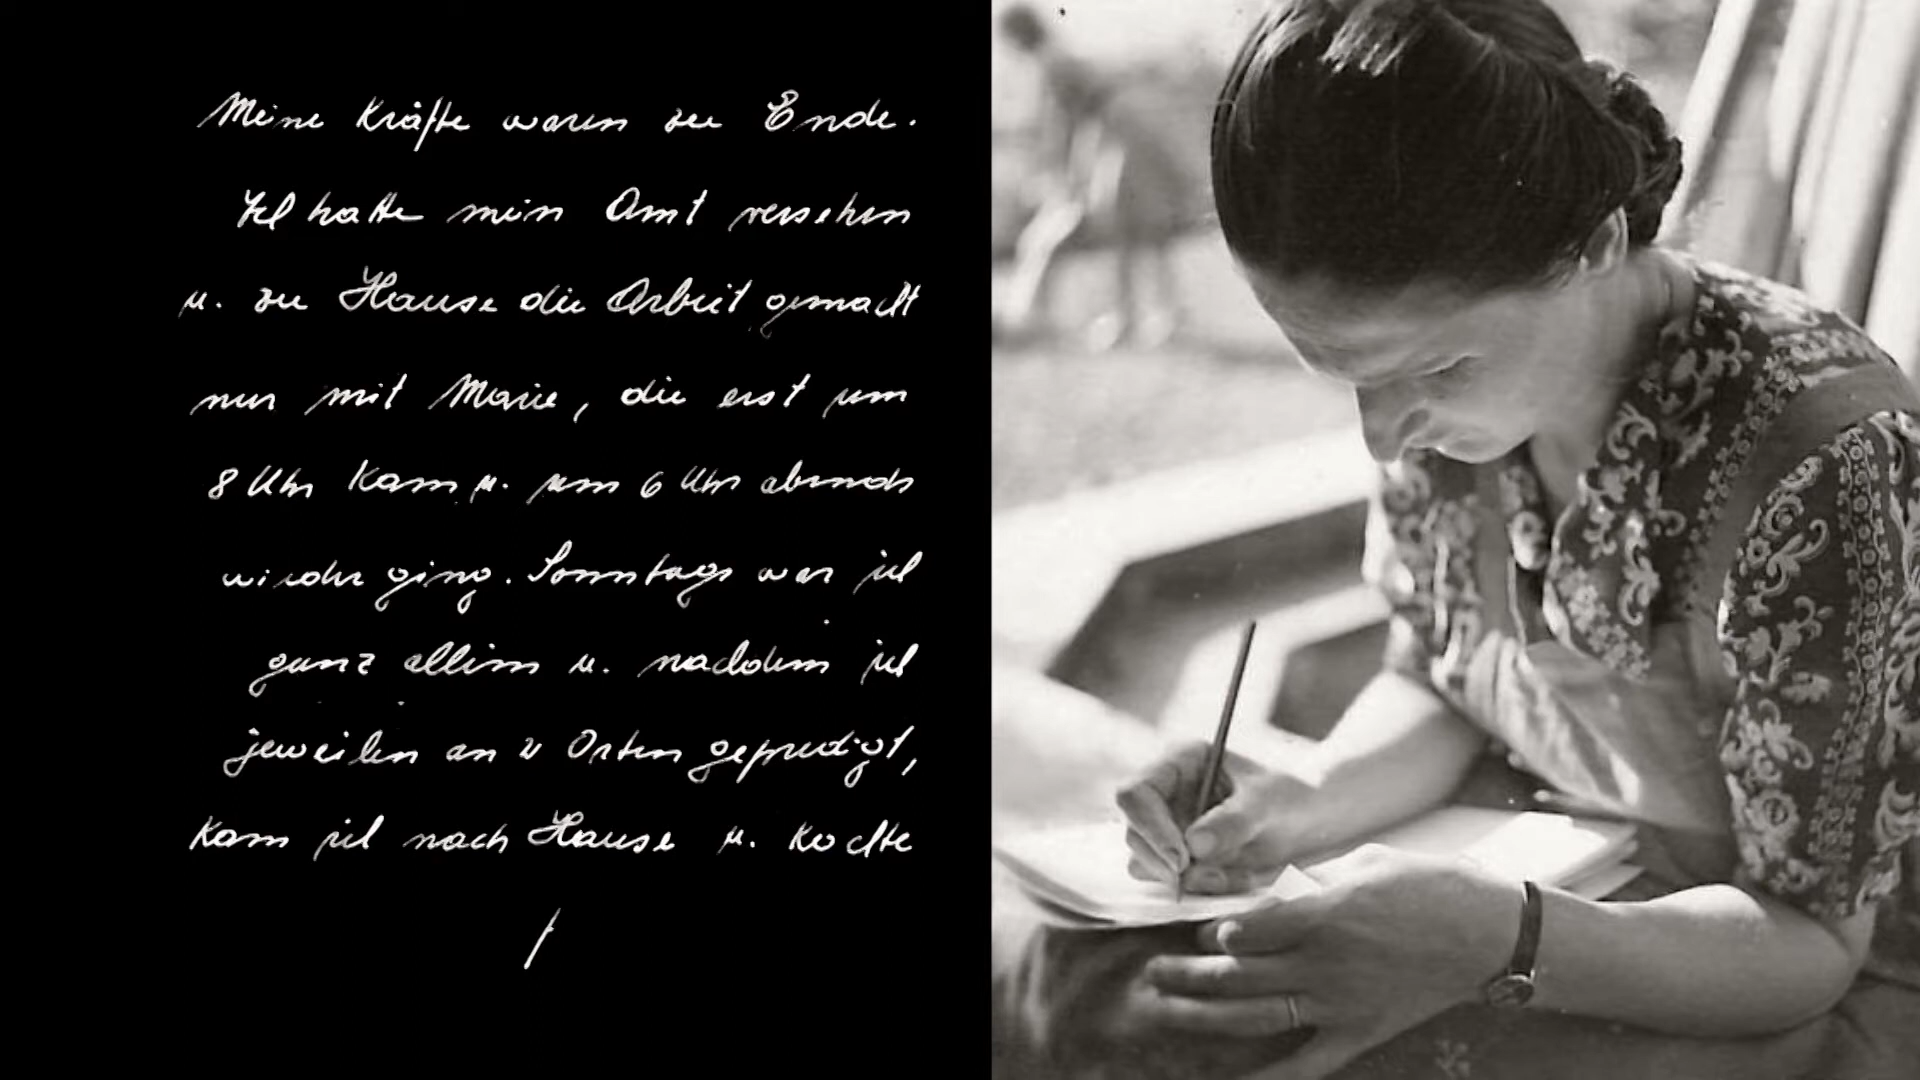 Meine Kräfte waren zu Ende.
Ich hatte mein Amt versehen
u. zu Hause die Arbeit gemacht
nur mit Marie, die erst um
8 Uhr kam u. um 6 Uhr abends
wieder ging. Sonntags war ich
ganz allein u. nachdem ich
jeweilen an 2 Orten gepredigt,
kam ich nach Hause u. kochte